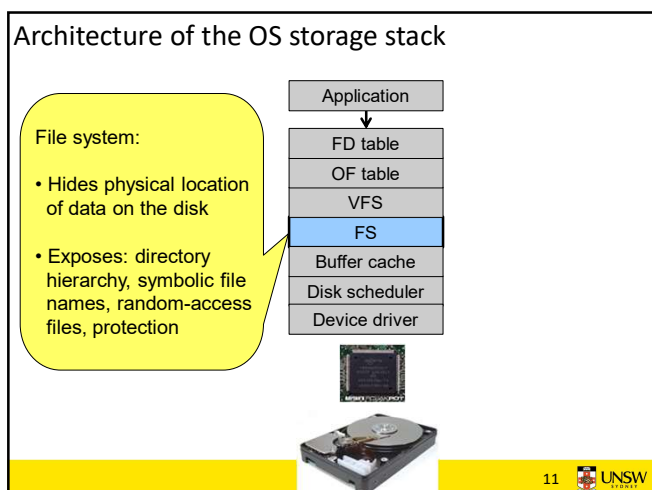 Architecture of the OS storage stack
File system:
• Hides physical location
of data on the disk
• Exposes: directory
hierarchy, symbolic file
names, random-access
files, protection
Application
FD table
OF table
VFS
FS
Buffer cache
Disk scheduler
Device driver
11
UNSW
SYDNEY